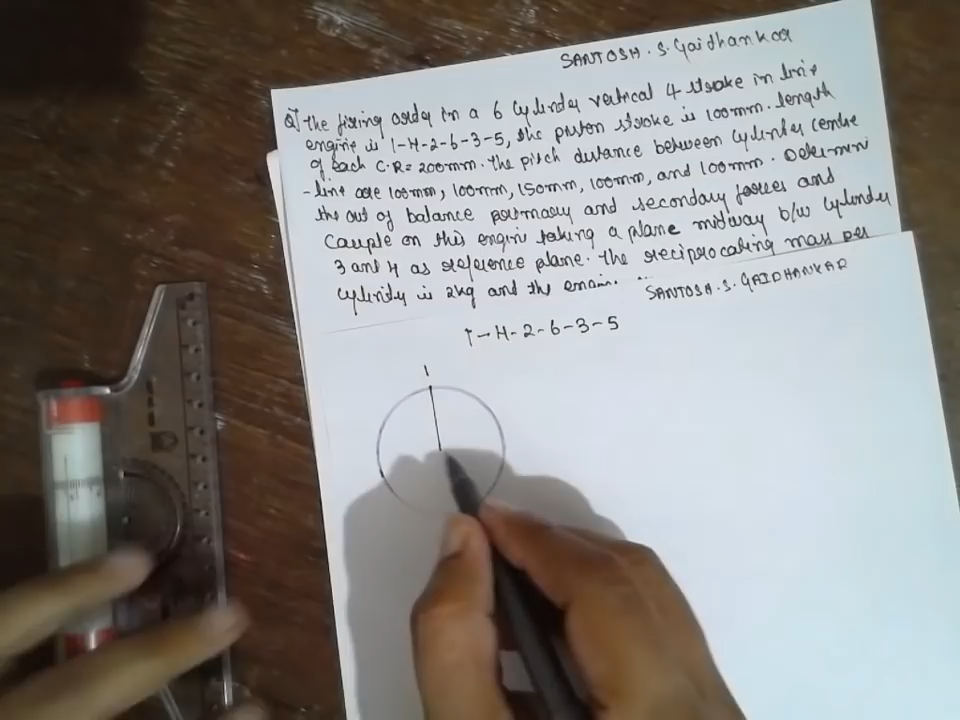 SANTOSH. S. Gaidhankar
Q] The firing order in a 6 cylinder vertical 4 stroke in line
engine is 1-4-2-6-3-5, the piston stroke is 100mm. length
of each C.R = 200mm. the pitch distance between cylinder centre
-line are 100mm, 100mm, 150mm, 100mm, and 100mm. Determin
the out of balance primary and secondary forces and
Couple on this engin taking a plane midway b/w cylinder
3 and 4 as reference plane. the reciprocating mass per
cylinder is 2kg and the
SANTOSH. S. GAIDHANKAR
1-4-2-6-3-5
1